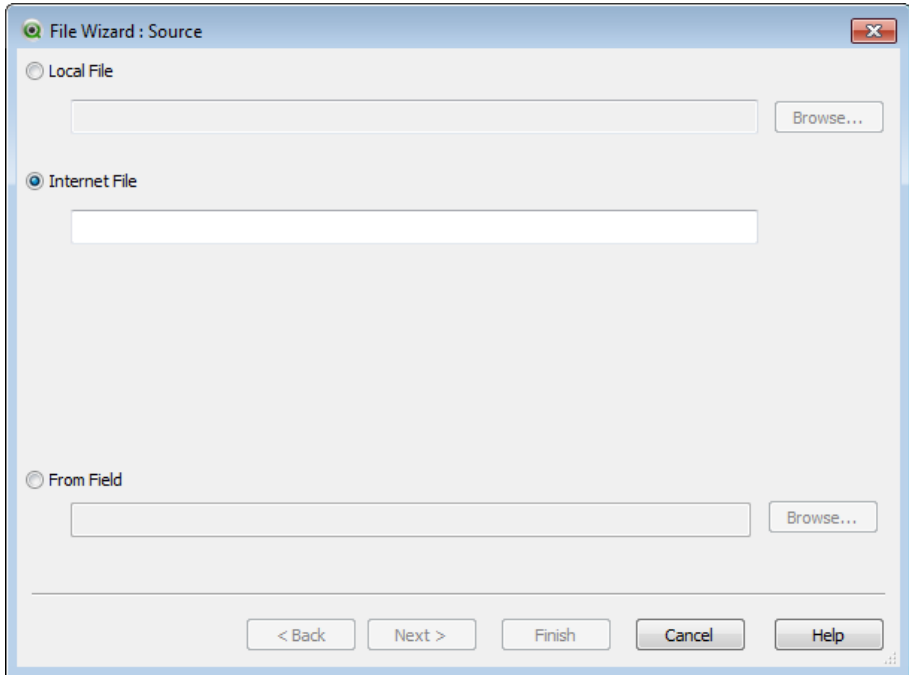 File Wizard : Source
Local File
Browse...
Internet File
From Field
Browse...
< Back Next > Finish Cancel Help